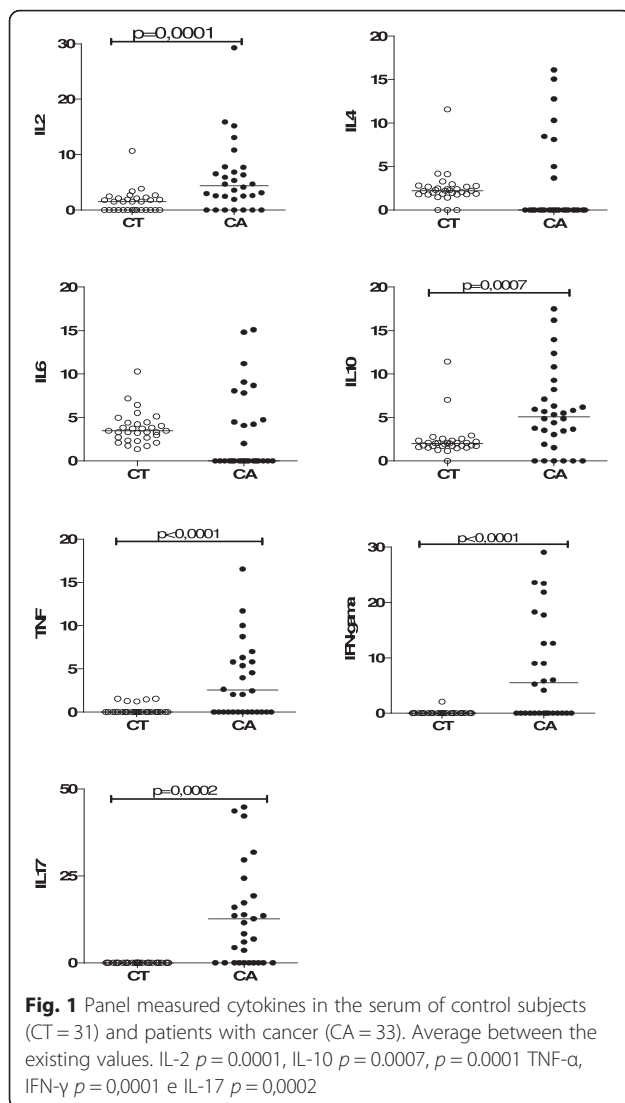 p=0,0001
30
20
10
0
IL2
CT
CA
20
15
10
5
0
IL4
CT
CA
20
15
10
5
0
IL6
CT
CA
p=0,0007
20
15
10
5
0
IL10
CT
CA
p<0,0001
20
15
10
5
0
TNF
CT
CA
p<0,0001
30
20
10
0
IFN-gama
CT
CA
p=0,0002
50
25
0
IL17
CT
CA
Fig. 1 Panel measured cytokines in the serum of control subjects
(CT = 31) and patients with cancer (CA = 33). Average between the
existing values. IL-2 p = 0.0001, IL-10 p = 0.0007, p = 0.0001 TNF-α,
IFN-γ p = 0,0001 e IL-17 p = 0,0002